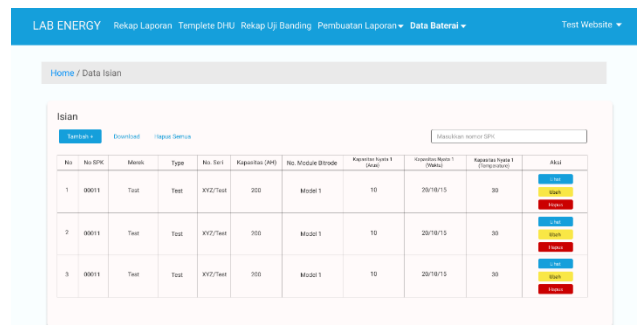 LAB ENERGY Rekap Laporan Templete DHU Rekap Uji Banding Pembuatan Laporan Data Baterai Test Website
Home / Data Isian
Isian
Tambah + Download Hapus Semua Masukkan nomor SPK
No No SPK Merek Type No. Seri Kapasitas (AH) No. Module Bitrode Kapasitas Nyata 1 (Arus) Kapasitas Nyata 1 (Waktu) Kapasitas Nyata 1 (Temperature) Aksi
1 00011 Test Test XYZ/Test 200 Model 1 10 20/10/15 30 Lihat
Hapus
2 00011 Test Test XYZ/Test 200 Model 1 10 20/10/15 30 Lihat
Hapus
3 00011 Test Test XYZ/Test 200 Model 1 10 20/10/15 30 Lihat
Hapus